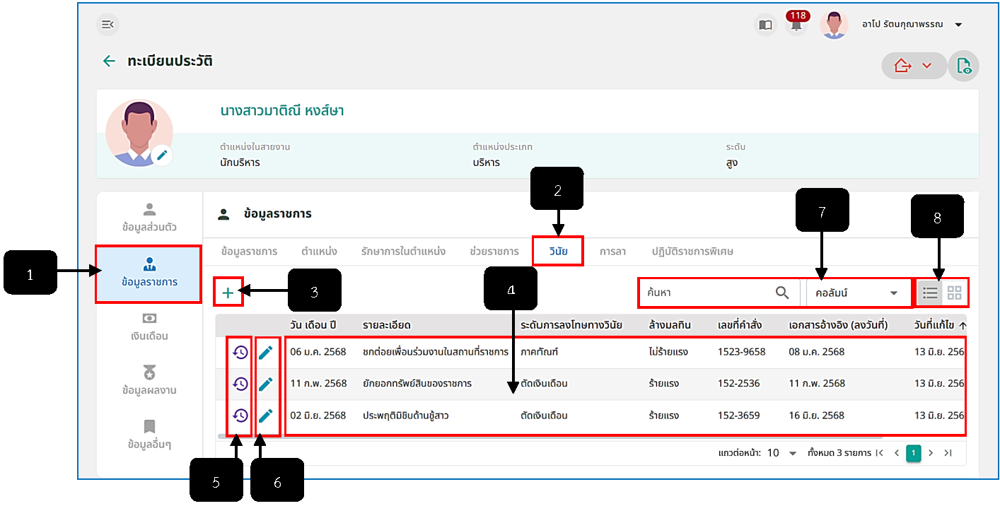 118
อาโป รัตนกุณาพรรณ
ทะเบียนประวัติ
นางสาวมาติณี หงส์ษา
ตำแหน่งในสายงาน ตำแหน่งประเภท ระดับ
นักบริหาร บริหาร สูง
2
7
8
ข้อมูลส่วนตัว
ข้อมูลราชการ
ข้อมูลราชการ ตำแหน่ง รักษาการในตำแหน่ง ช่วยราชการ วินัย การลา ปฏิบัติราชการพิเศษ
1
ข้อมูลราชการ
3
4
ค้นหา คอลัมน์
เงินเดือน
ข้อมูลผลงาน
ข้อมูลอื่นๆ
วัน เดือน ปี รายละเอียด ระดับการลงโทษทางวินัย ล้างมลทิน เลขที่คำสั่ง เอกสารอ้างอิง (ลงวันที่) วันที่แก้ไข
06 ม.ค. 2568 ชกต่อยเพื่อนร่วมงานในสถานที่ราชการ ภาคทัณฑ์ ไม่ร้ายแรง 1523-9658 08 ม.ค. 2568 13 มิ.ย. 256
11 ก.พ. 2568 ยักยอกทรัพย์สินของราชการ ตัดเงินเดือน ร้ายแรง 152-2536 11 ก.พ. 2568 13 มิ.ย. 256
02 มิ.ย. 2568 ประพฤติมิชิบด้านชู้สาว ตัดเงินเดือน ร้ายแรง 152-3659 16 มิ.ย. 2568 13 มิ.ย. 256
แถวต่อหน้า: 10 ทั้งหมด 3 รายการ 1
5
6